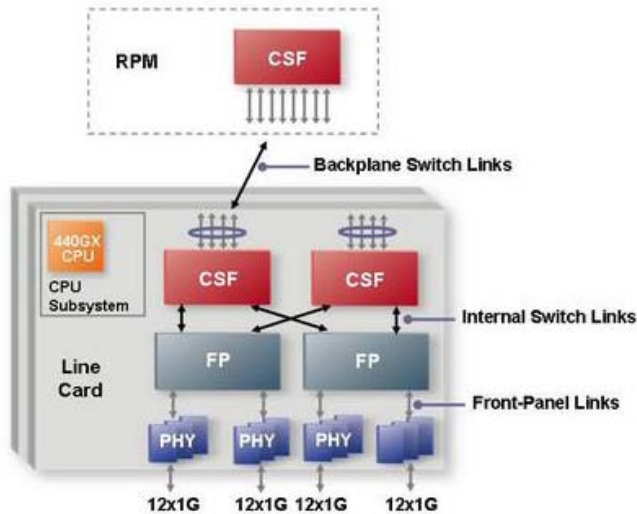 RPM
CSF
Backplane Switch Links
440GX
CPU
CPU
Subsystem
CSF
CSF
Internal Switch Links
Line
Card
FP
FP
Front-Panel Links
PHY
PHY
PHY
12x1G
12x1G
12x1G
12x1G